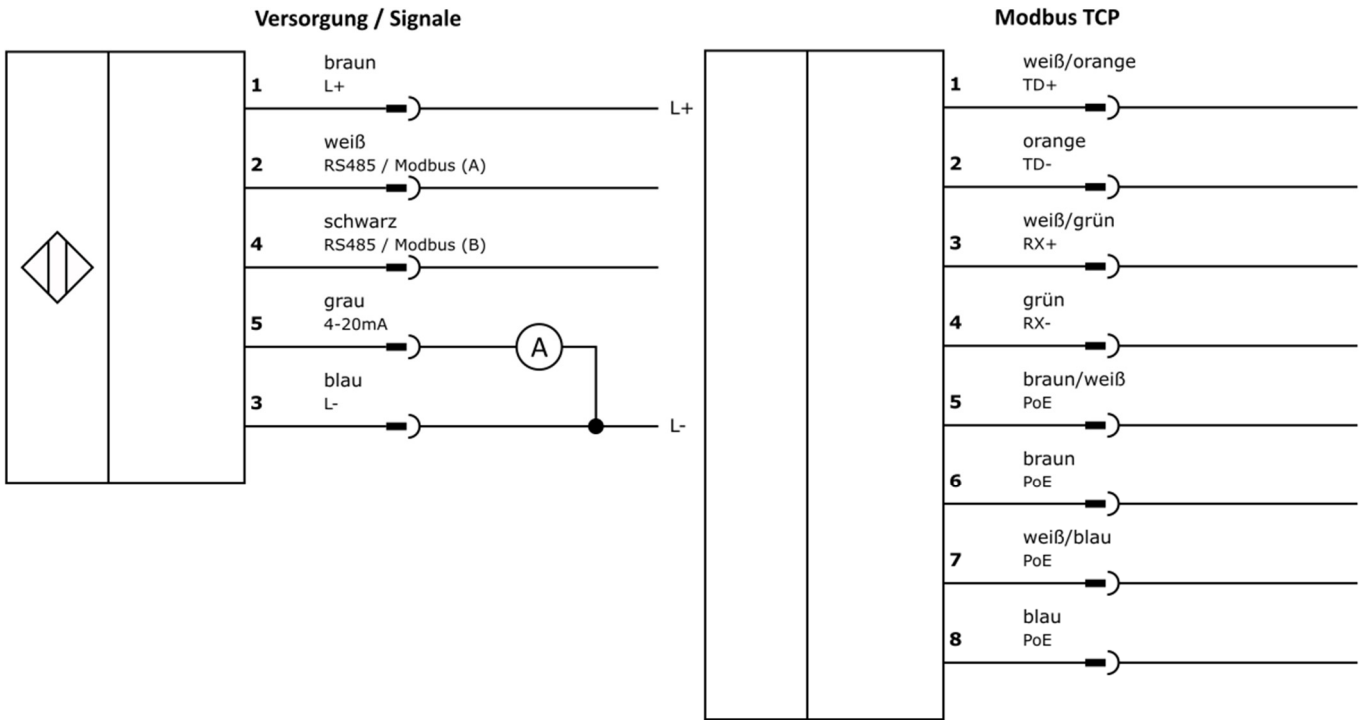 Versorgung / Signale
braun
1 L+
L+
weiß
2 RS485 / Modbus (A)
schwarz
4 RS485 / Modbus (B)
grau
5 4-20mA
A
blau
3 L-
L-
Modbus TCP
weiß/orange
1 TD+
orange
2 TD-
weiß/grün
3 RX+
grün
4 RX-
braun/weiß
5 PoE
braun
6 PoE
weiß/blau
7 PoE
blau
8 PoE